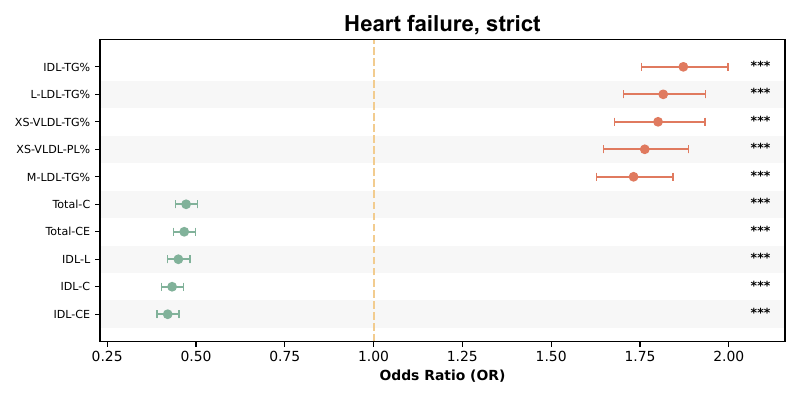 Heart failure, strict
IDL-TG% ***
L-LDL-TG% ***
XS-VLDL-TG% ***
XS-VLDL-PL% ***
M-LDL-TG% ***
Total-C ***
Total-CE ***
IDL-L ***
IDL-C ***
IDL-CE ***
0.25 0.50 0.75 1.00 1.25 1.50 1.75 2.00
Odds Ratio (OR)